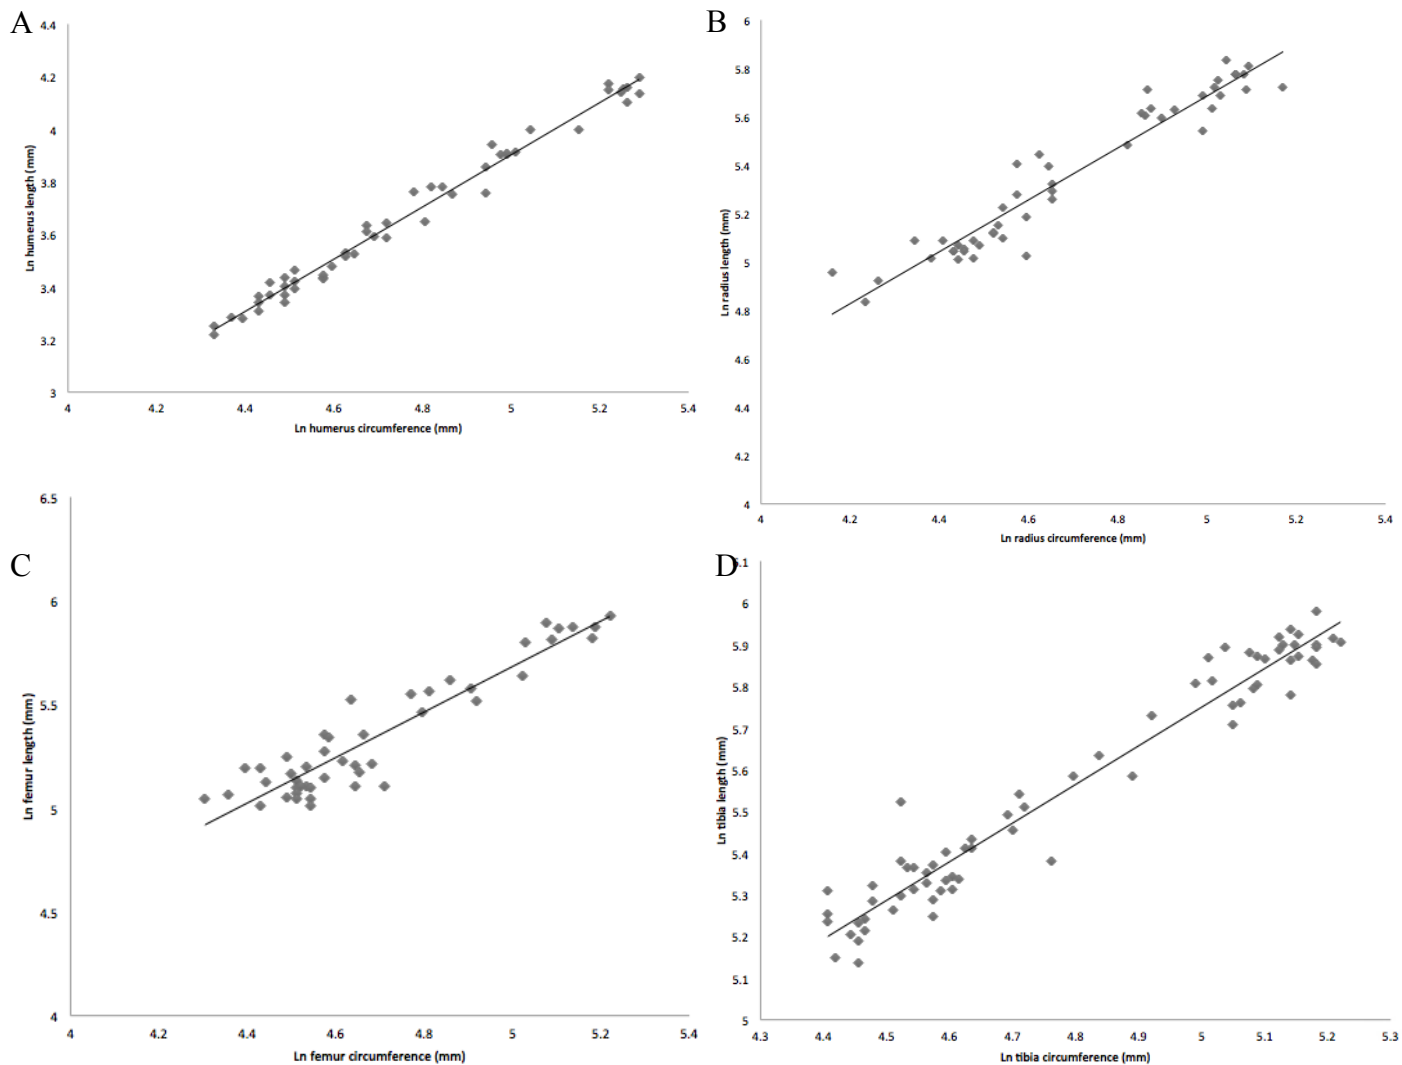 A
4.4
4.2
4
3.8
3.6
3.4
3.2
3
Ln humerus length (mm)
4 4.2 4.4 4.6 4.8 5 5.2 5.4
Ln humerus circumference (mm)
B
6
5.8
5.6
5.4
5.2
5
4.8
4.6
4.4
4.2
4
Ln radius length (mm)
4 4.2 4.4 4.6 4.8 5 5.2 5.4
Ln radius circumference (mm)
C
6.5
6
5.5
5
4.5
4
Ln femur length (mm)
4 4.2 4.4 4.6 4.8 5 5.2 5.4
Ln femur circumference (mm)
D
6.1
6
5.9
5.8
5.7
5.6
5.5
5.4
5.3
5.2
5.1
5
Ln tibia length (mm)
4.3 4.4 4.5 4.6 4.7 4.8 4.9 5 5.1 5.2 5.3
Ln tibia circumference (mm)